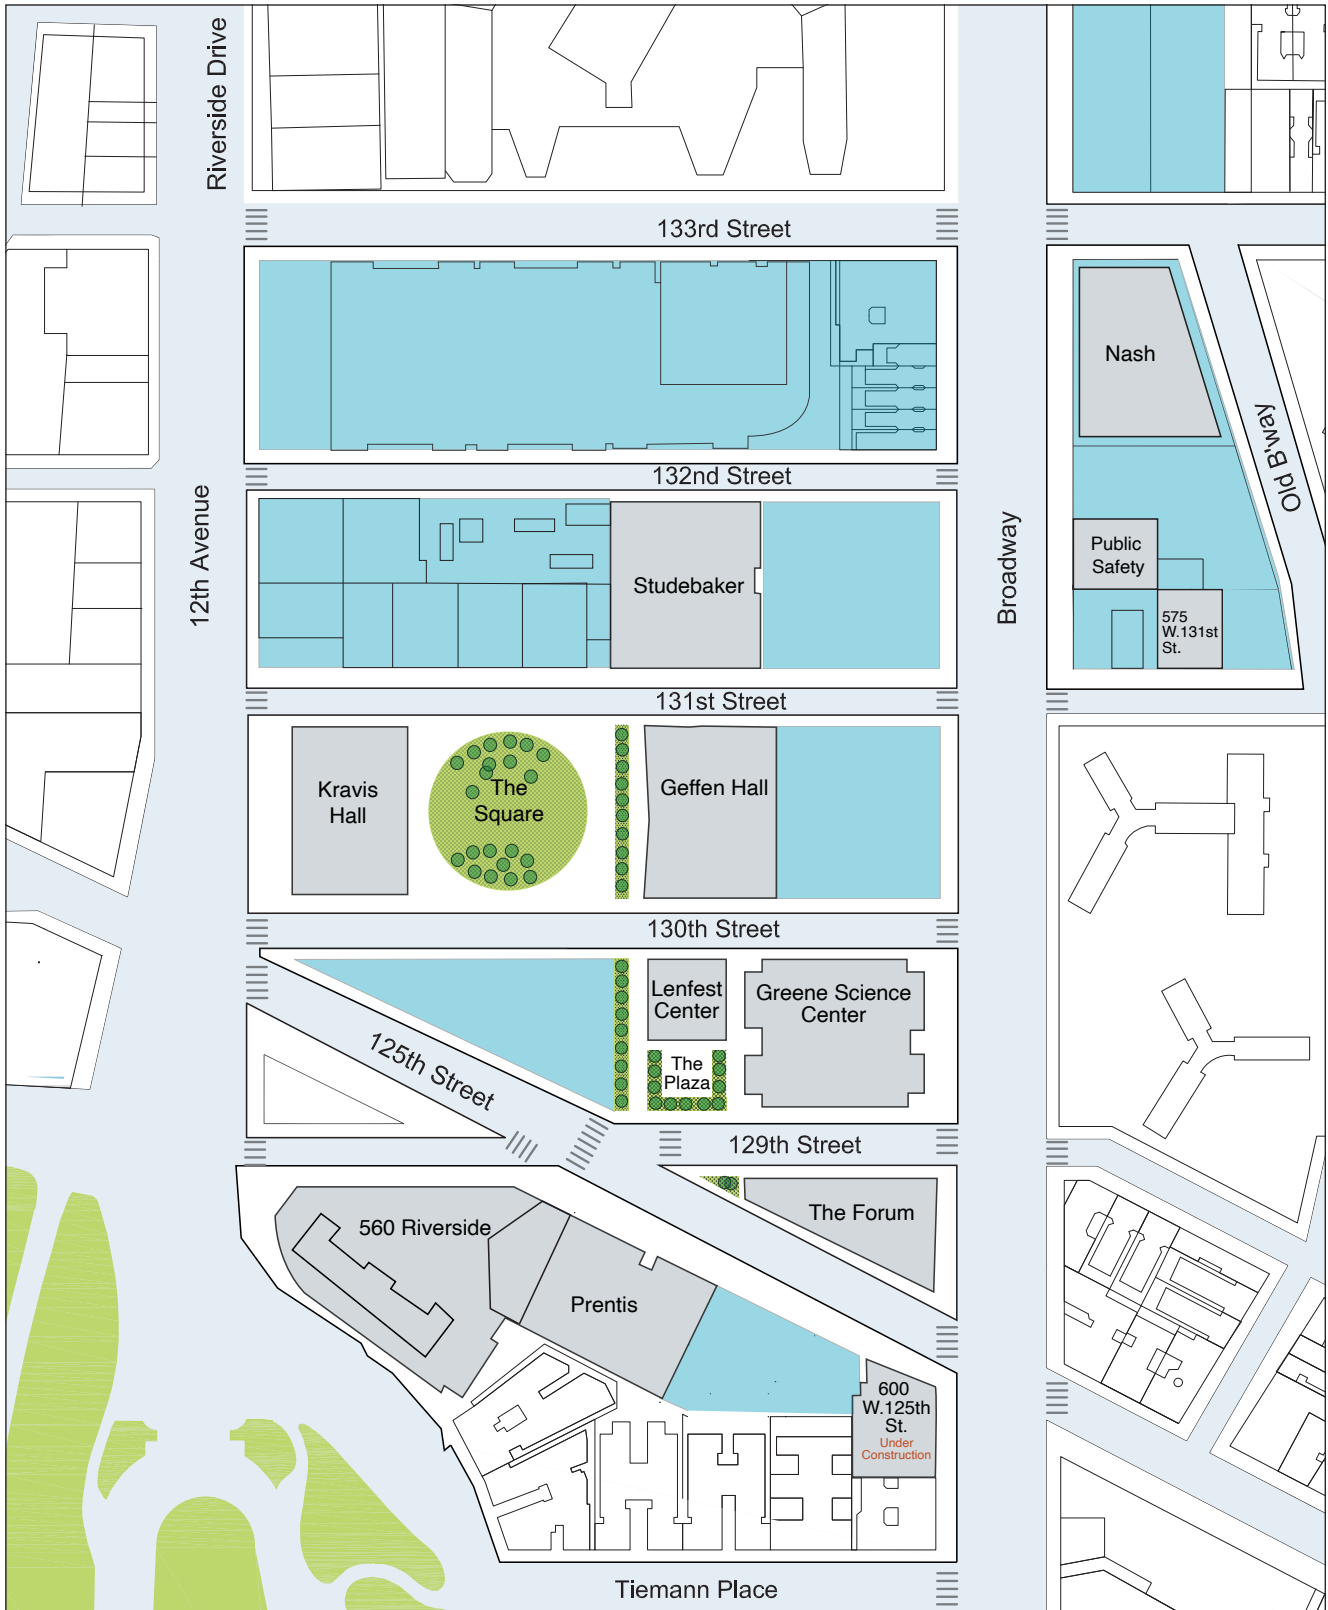 Riverside Drive
133rd Street
Nash
Old B'way
132nd Street
12th Avenue
Studebaker
Broadway
Public
Safety
575
W.131st
St.
131st Street
Kravis
Hall
The
Square
Geffen Hall
130th Street
Lenfest
Center
Greene Science
Center
125th Street
The
Plaza
129th Street
560 Riverside
The Forum
Prentis
600
W.125th
St.
Under
Construction
Tiemann Place